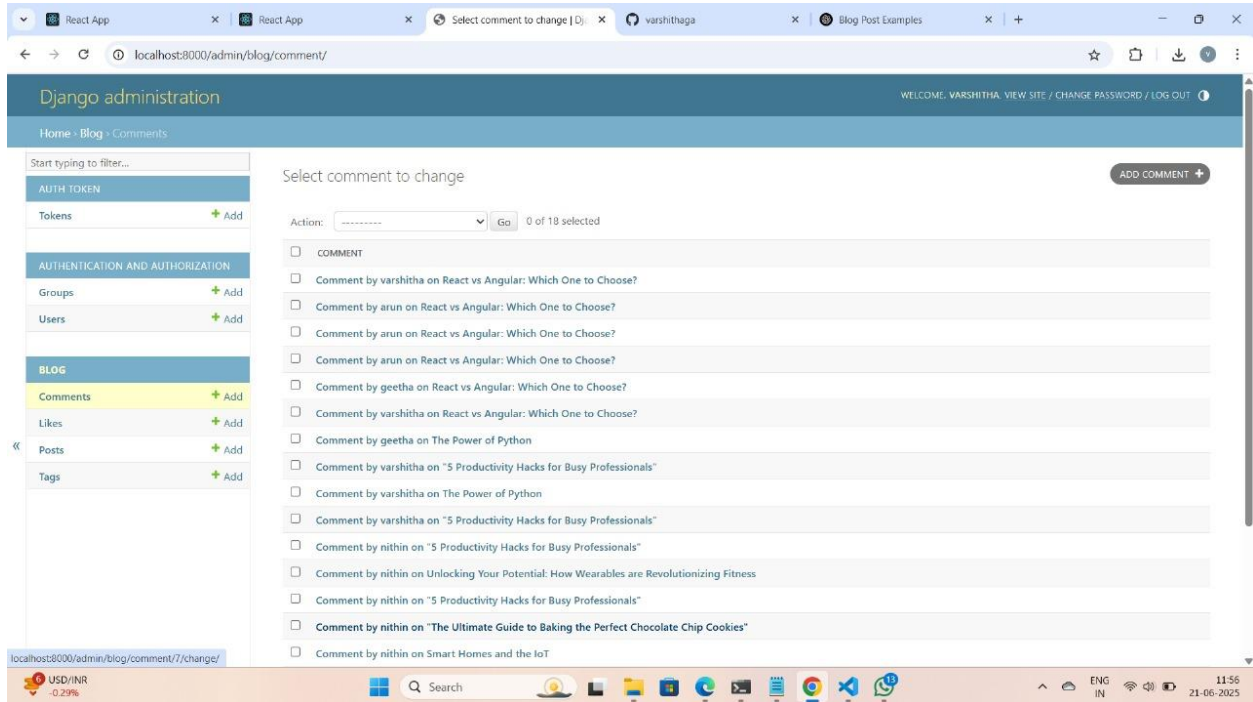 React App
React App
Select comment to change | Dj
varshithaga
Blog Post Examples
localhost:8000/admin/blog/comment/
Django administration
WELCOME, VARSHITHA. VIEW SITE / CHANGE PASSWORD / LOG OUT
Home › Blog › Comments
Start typing to filter...
AUTH TOKEN
Tokens + Add
AUTHENTICATION AND AUTHORIZATION
Groups + Add
Users + Add
BLOG
Comments + Add
Likes + Add
Posts + Add
Tags + Add
«
Select comment to change
ADD COMMENT +
Action: --------- Go 0 of 18 selected
COMMENT
Comment by varshitha on React vs Angular: Which One to Choose?
Comment by arun on React vs Angular: Which One to Choose?
Comment by arun on React vs Angular: Which One to Choose?
Comment by arun on React vs Angular: Which One to Choose?
Comment by geetha on React vs Angular: Which One to Choose?
Comment by varshitha on React vs Angular: Which One to Choose?
Comment by geetha on The Power of Python
Comment by varshitha on "5 Productivity Hacks for Busy Professionals"
Comment by varshitha on The Power of Python
Comment by varshitha on "5 Productivity Hacks for Busy Professionals"
Comment by nithin on "5 Productivity Hacks for Busy Professionals"
Comment by nithin on Unlocking Your Potential: How Wearables are Revolutionizing Fitness
Comment by nithin on "5 Productivity Hacks for Busy Professionals"
Comment by nithin on "The Ultimate Guide to Baking the Perfect Chocolate Chip Cookies"
Comment by nithin on Smart Homes and the IoT
localhost:8000/admin/blog/comment/7/change/
6
USD/INR
-0.29%
Search
13
ENG
IN
11:56
21-06-2025